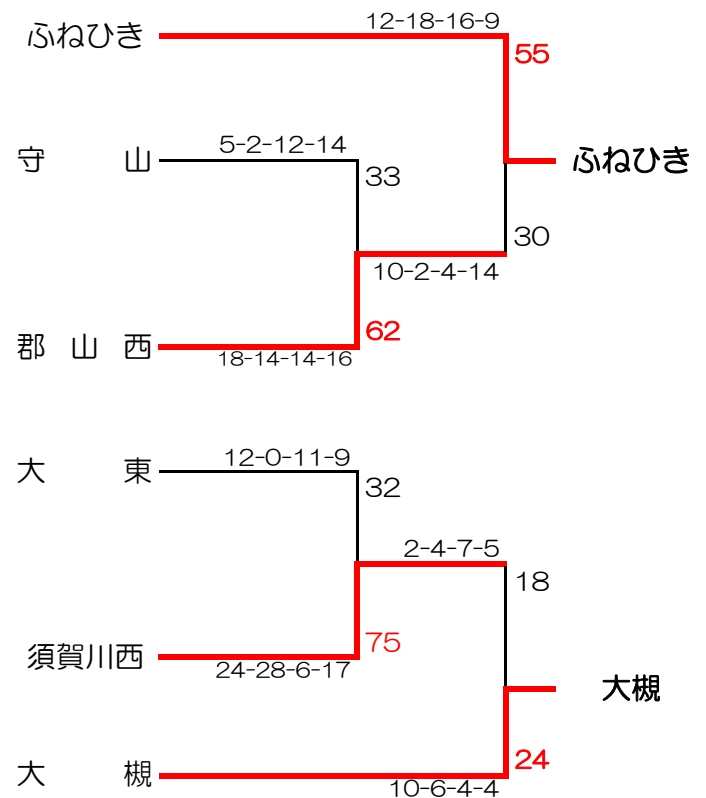 12-18-16-9
ふねひき
55
5-2-12-14
守 山
ふねひき
33
30
10-2-4-14
62
郡 山 西
18-14-14-16
12-0-11-9
大 東
32
2-4-7-5
18
75
須賀川西
24-28-6-17
大槻
24
大 槻
10-6-4-4